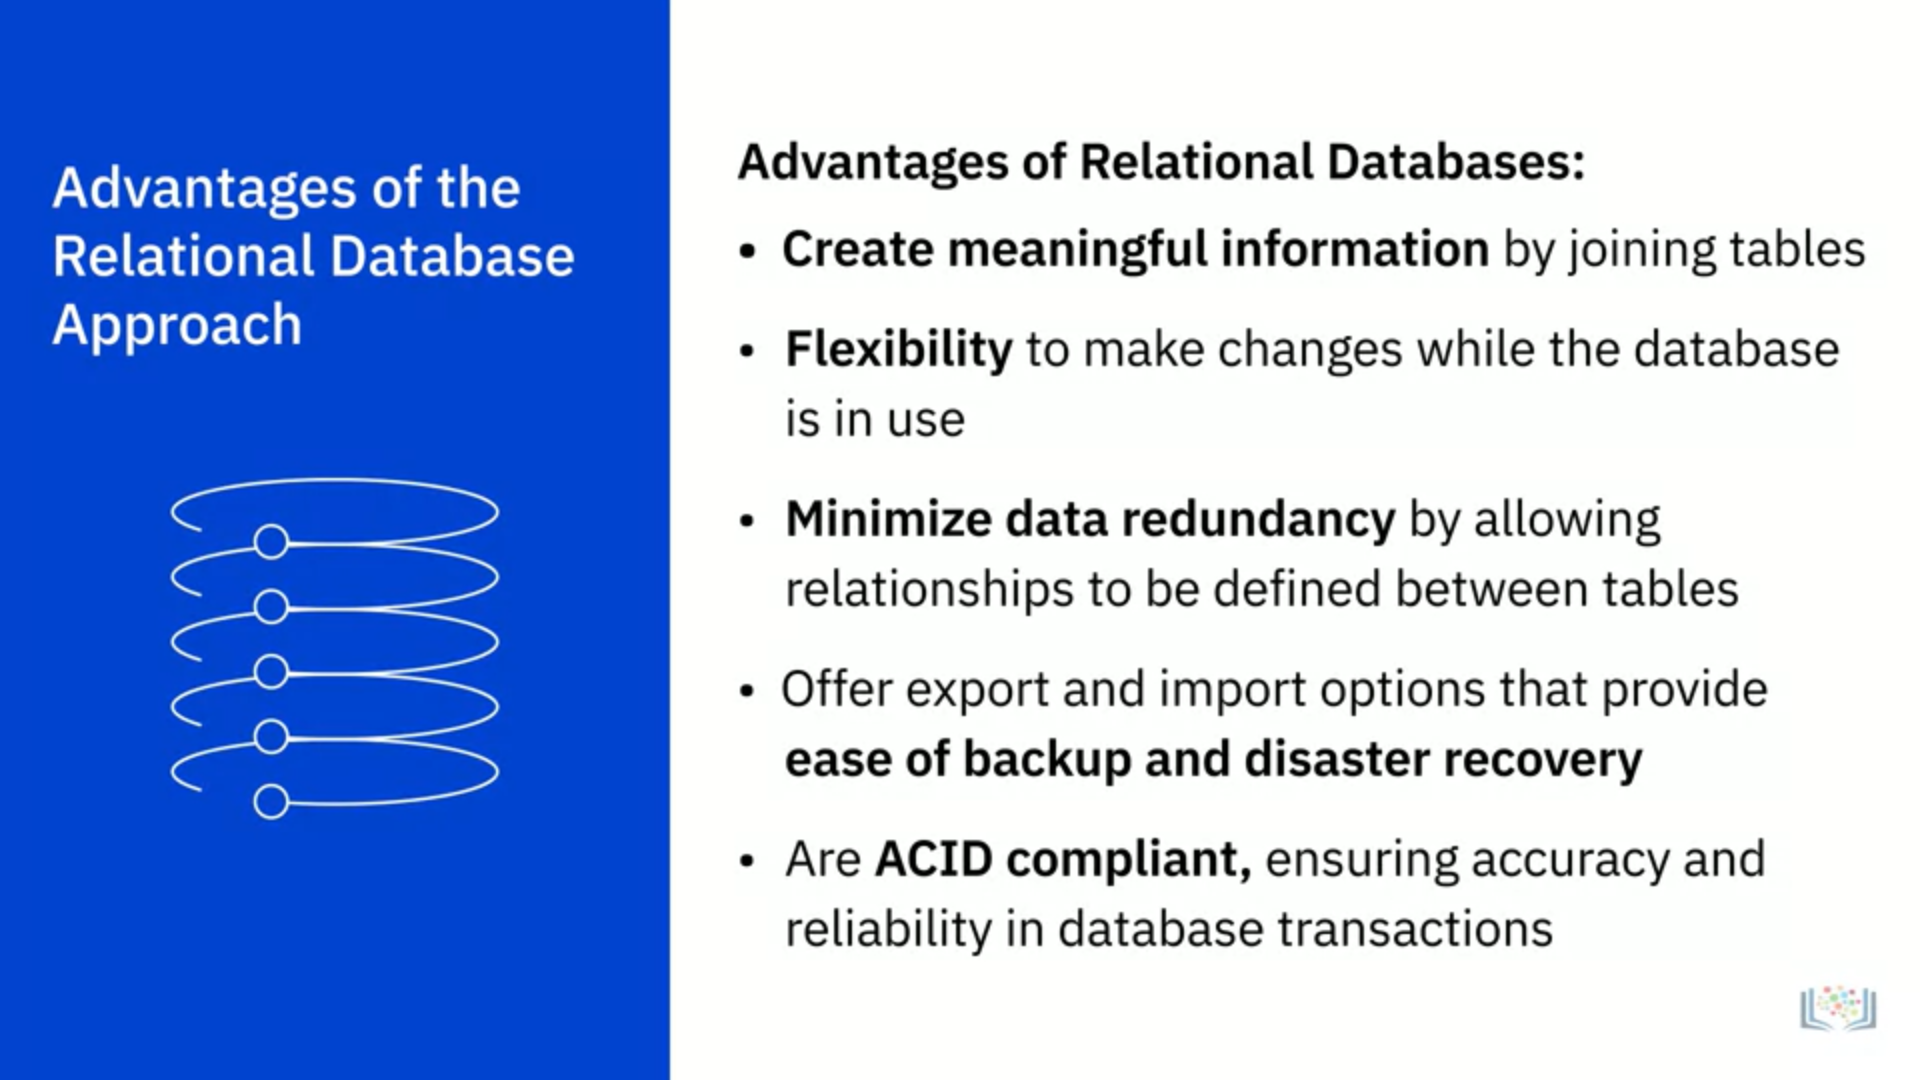 Advantages of the
Relational Database
Approach
Advantages of Relational Databases:
• Create meaningful information by joining tables
• Flexibility to make changes while the database
is in use
• Minimize data redundancy by allowing
relationships to be defined between tables
• Offer export and import options that provide
ease of backup and disaster recovery
• Are ACID compliant, ensuring accuracy and
reliability in database transactions